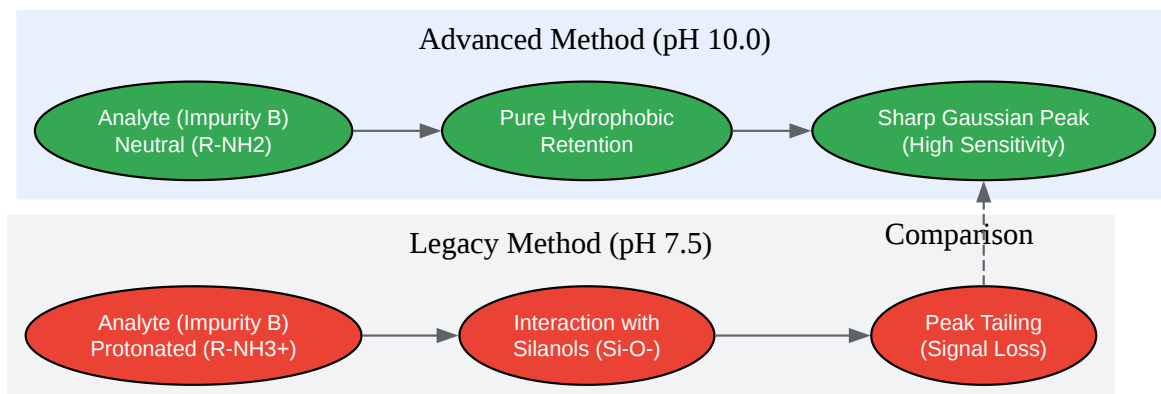 Advanced Method (pH 10.0)
Analyte (Impurity B)
Neutral (R-NH2)
Pure Hydrophobic
Retention
Sharp Gaussian Peak
(High Sensitivity)
Comparison
Legacy Method (pH 7.5)
Analyte (Impurity B)
Protonated (R-NH3+)
Interaction with
Silanols (Si-O-)
Peak Tailing
(Signal Loss)